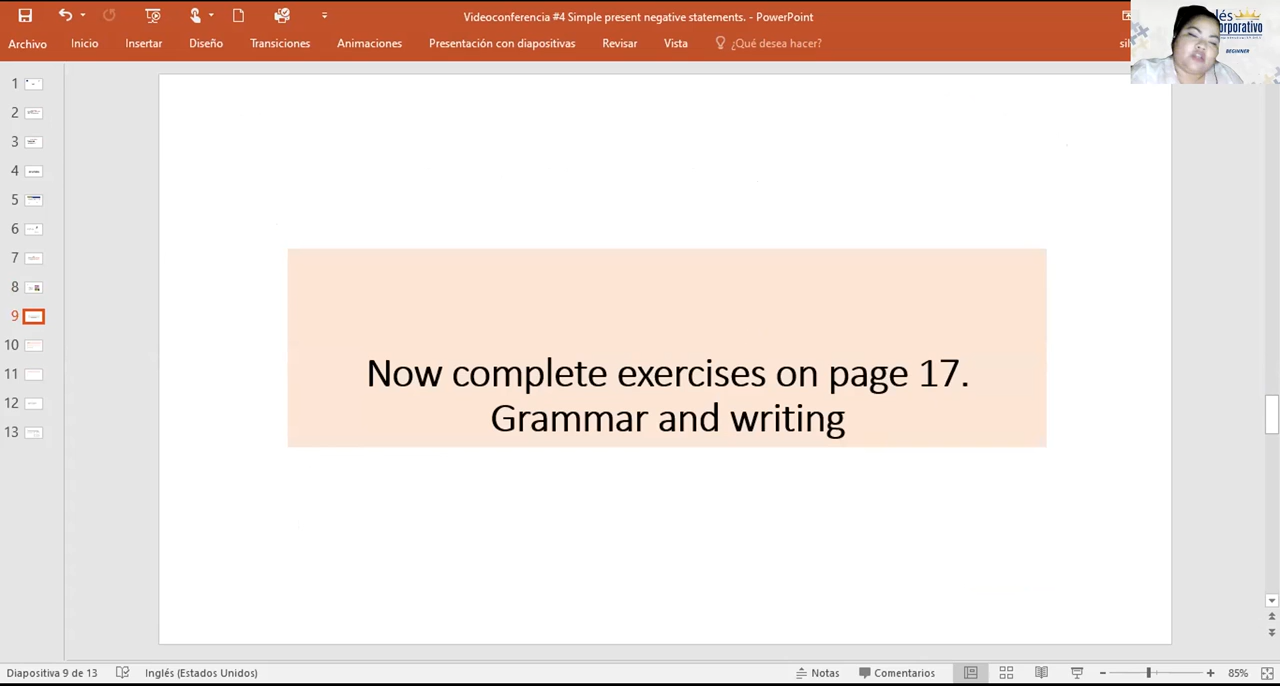 Videoconferencia #4 Simple present negative statements. - PowerPoint
Archivo Inicio Insertar Diseño Transiciones Animaciones Presentación con diapositivas Revisar Vista ¿Qué desea hacer?
BEGINNER
1
2
3
4
5
6
7
8
9
10
11
12
13
Now complete exercises on page 17.
Grammar and writing
Diapositiva 9 de 13 Inglés (Estados Unidos) Notas Comentarios 85%